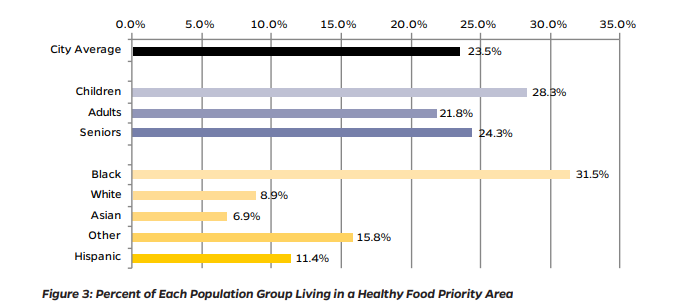 0.0% 5.0% 10.0% 15.0% 20.0% 25.0% 30.0% 35.0%
City Average 23.5%
Children 28.3%
Adults 21.8%
Seniors 24.3%
Black 31.5%
White 8.9%
Asian 6.9%
Other 15.8%
Hispanic 11.4%
Figure 3: Percent of Each Population Group Living in a Healthy Food Priority Area